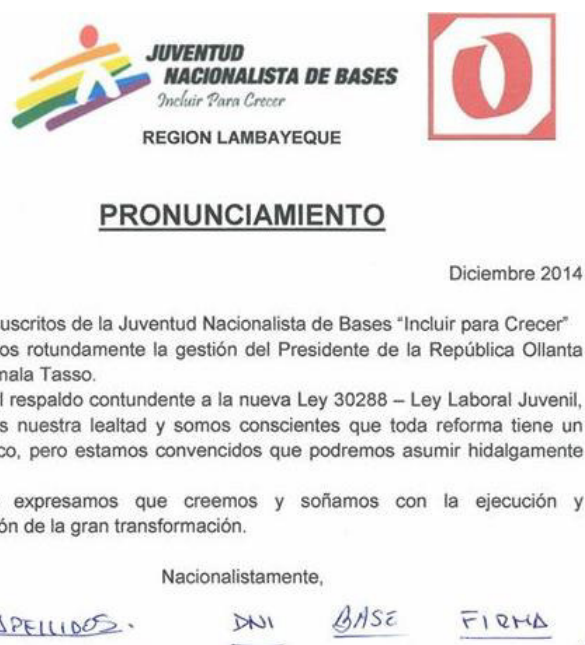 JUVENTUD
NACIONALISTA DE BASES
Incluir Para Crecer
REGION LAMBAYEQUE
PRONUNCIAMIENTO
Diciembre 2014
uscritos de la Juventud Nacionalista de Bases "Incluir para Crecer"
os rotundamente la gestión del Presidente de la República Ollanta
nala Tasso.
l respaldo contundente a la nueva Ley 30288 – Ley Laboral Juvenil,
s nuestra lealtad y somos conscientes que toda reforma tiene un
co, pero estamos convencidos que podremos asumir hidalgamente
expresamos que creemos y soñamos con la ejecución y
ón de la gran transformación.
Nacionalistamente,
APELLIDOS. DNI BASE FIRMA